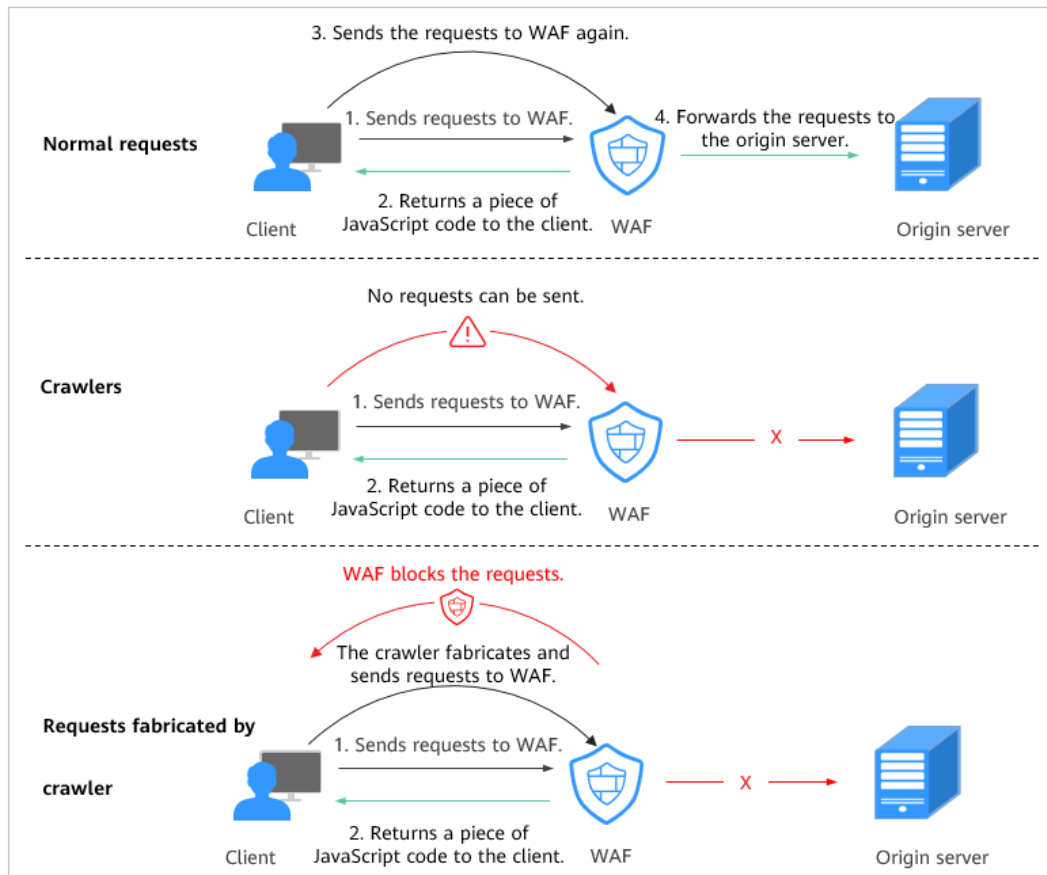 3. Sends the requests to WAF again.
Normal requests
1. Sends requests to WAF.
4. Forwards the requests to
the origin server.
2. Returns a piece of
JavaScript code to the client.
Client
WAF
Origin server
No requests can be sent.
Crawlers
1. Sends requests to WAF.
X
2. Returns a piece of
JavaScript code to the client.
Client
WAF
Origin server
WAF blocks the requests.
The crawler fabricates and
sends requests to WAF.
Requests fabricated by
crawler
1. Sends requests to WAF.
X
2. Returns a piece of
JavaScript code to the client.
Client
WAF
Origin server